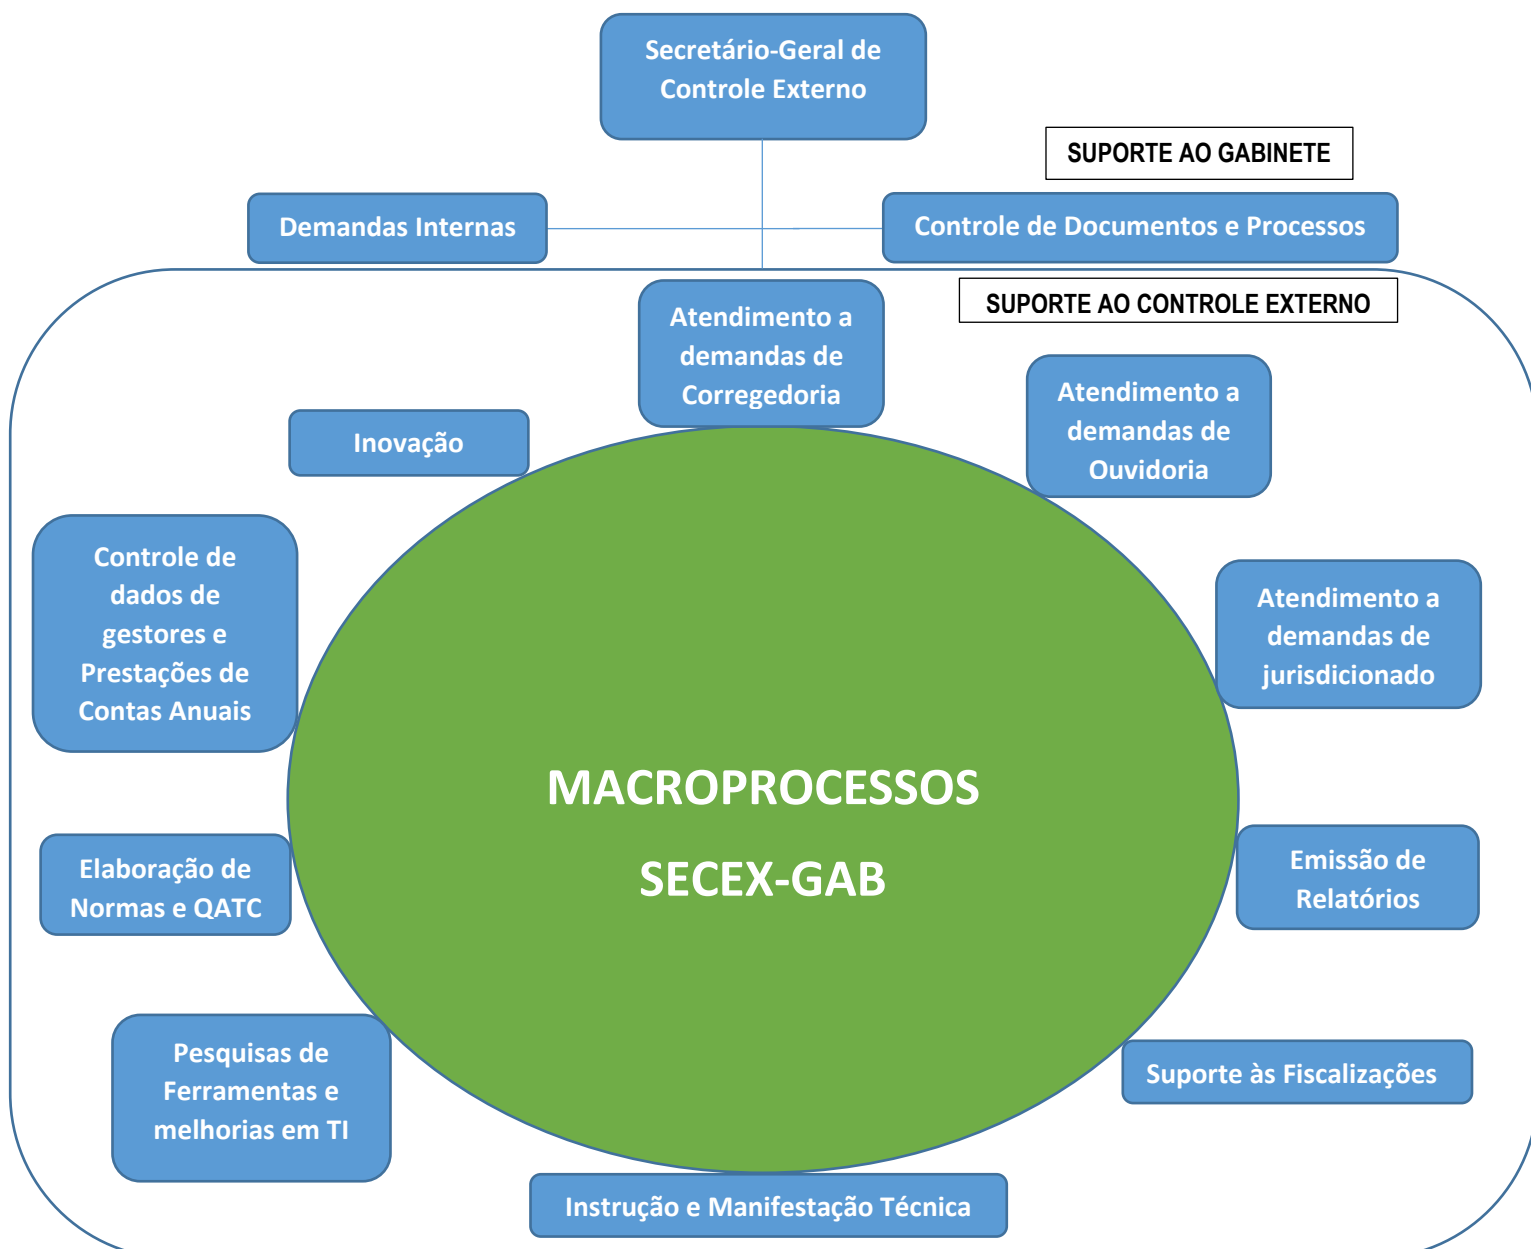 Secretário-Geral de
Controle Externo
SUPORTE AO GABINETE
Demandas Internas
Controle de Documentos e Processos
SUPORTE AO CONTROLE EXTERNO
Atendimento a
demandas de
Corregedoria
Atendimento a
demandas de
Ouvidoria
Inovação
Controle de
dados de
gestores e
Prestações de
Contas Anuais
Atendimento a
demandas de
jurisdicionado
MACROPROCESSOS
SECEX-GAB
Elaboração de
Normas e QATC
Emissão de
Relatórios
Pesquisas de
Ferramentas e
melhorias em TI
Suporte às Fiscalizações
Instrução e Manifestação Técnica